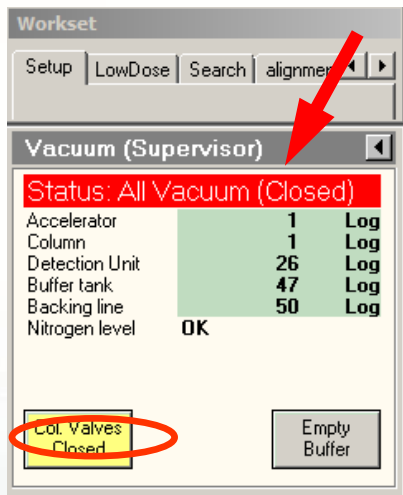 Workset
Setup LowDose Search alignmer
Vacuum (Supervisor)
Status: All Vacuum (Closed)
Accelerator 1 Log
Column 1 Log
Detection Unit 26 Log
Buffer tank 47 Log
Backing line 50 Log
Nitrogen level OK
Col. Valves
Closed
Empty
Buffer